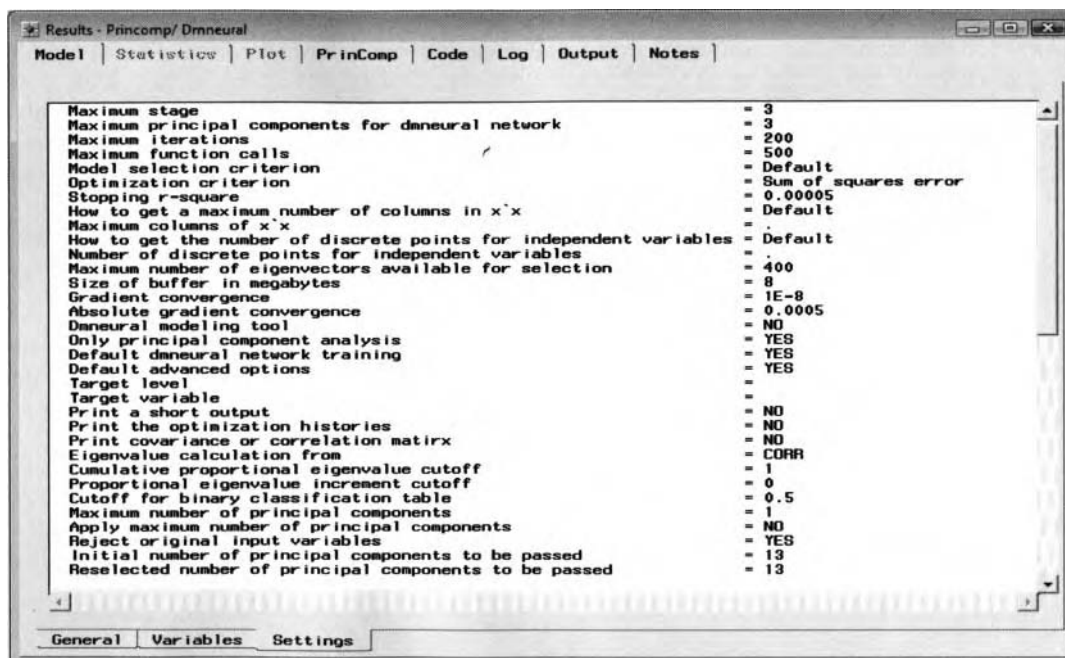 Results - Princomp/ Dmneural
Model | Statistics | Plot | PrinComp | Code | Log | Output | Notes |
Maximum stage = 3
Maximum principal components for dmneural network = 3
Maximum iterations = 200
Maximum function calls = 500
Model selection criterion = Default
Optimization criterion = Sum of squares error
Stopping r-square = 0.00005
How to get a maximum number of columns in x`x = Default
Maximum columns of x`x = .
How to get the number of discrete points for independent variables = Default
Number of discrete points for independent variables = .
Maximum number of eigenvectors available for selection = 400
Size of buffer in megabytes = 8
Gradient convergence = 1E-8
Absolute gradient convergence = 0.0005
Dmneural modeling tool = NO
Only principal component analysis = YES
Default dmneural network training = YES
Default advanced options = YES
Target level =
Target variable =
Print a short output = NO
Print the optimization histories = NO
Print covariance or correlation matirx = NO
Eigenvalue calculation from = CORR
Cumulative proportional eigenvalue cutoff = 1
Proportional eigenvalue increment cutoff = 0
Cutoff for binary classification table = 0.5
Maximum number of principal components = 1
Apply maximum number of principal components = NO
Reject original input variables = YES
Initial number of principal components to be passed = 13
Reselected number of principal components to be passed = 13
General | Variables | Settings